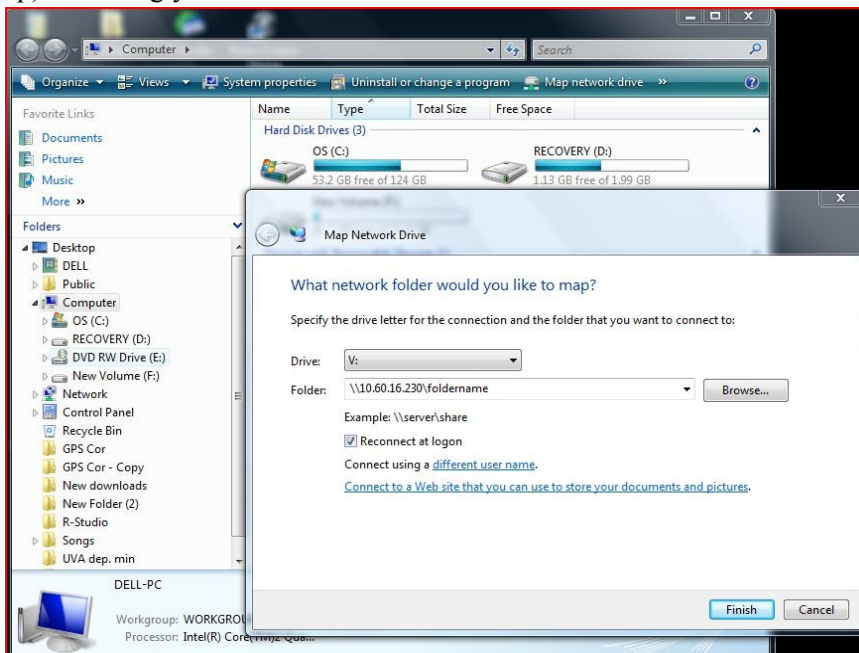 Computer
Search
Organize Views System properties Uninstall or change a program Map network drive »
Favorite Links
Documents
Pictures
Music
More »
Folders
Desktop
DELL
Public
Computer
OS (C:)
RECOVERY (D:)
DVD RW Drive (E:)
New Volume (F:)
Network
Control Panel
Recycle Bin
GPS Cor
GPS Cor - Copy
New downloads
New Folder (2)
R-Studio
Songs
UVA dep. min
Name Type Total Size Free Space
Hard Disk Drives (3)
OS (C:)
53.2 GB free of 124 GB
RECOVERY (D:)
1.13 GB free of 1.99 GB
New Volume (F:)
Map Network Drive
What network folder would you like to map?
Specify the drive letter for the connection and the folder that you want to connect to:
Drive: V:
Folder: \\10.60.16.230\foldername Browse...
Example: \\server\share
Reconnect at logon
Connect using a different user name.
Connect to a Web site that you can use to store your documents and pictures.
Finish Cancel
DELL-PC
Workgroup: WORKGROU
Processor: Intel(R) Core(TM)2 Qua...